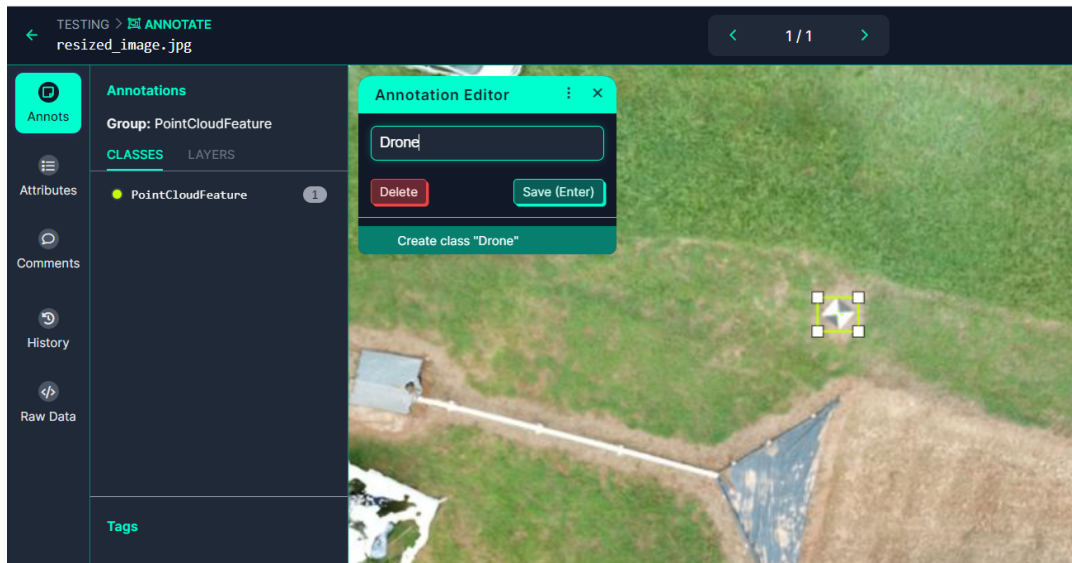 TESTING > ANNOTATE
resized_image.jpg
1 / 1
Annots
Attributes
Comments
History
Raw Data
Annotations
Group: PointCloudFeature
CLASSES LAYERS
PointCloudFeature 1
Tags
Annotation Editor
Drone
Delete Save (Enter)
Create class "Drone"